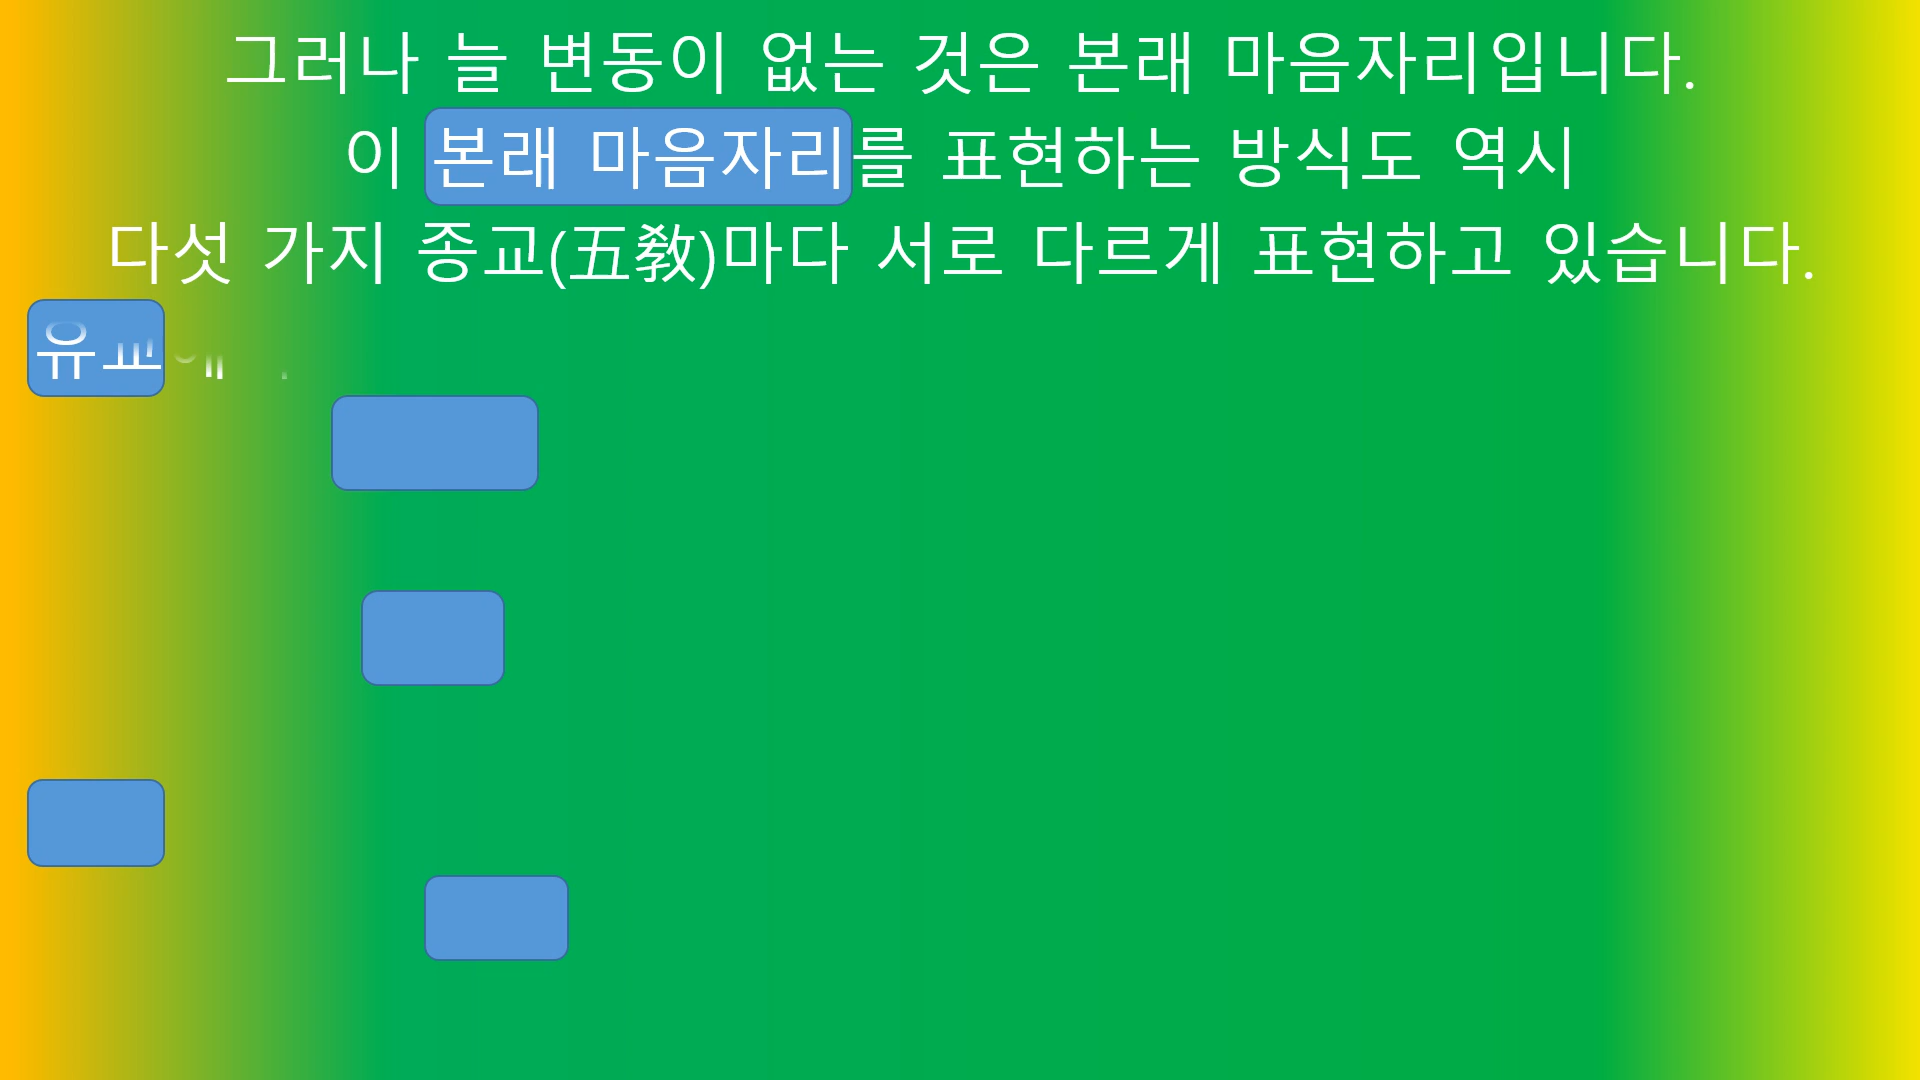 그러나 늘 변동이 없는 것은 본래 마음자리입니다.
이 본래 마음자리를 표현하는 방식도 역시
다섯 가지 종교(五敎)마다 서로 다르게 표현하고 있습니다.
유교